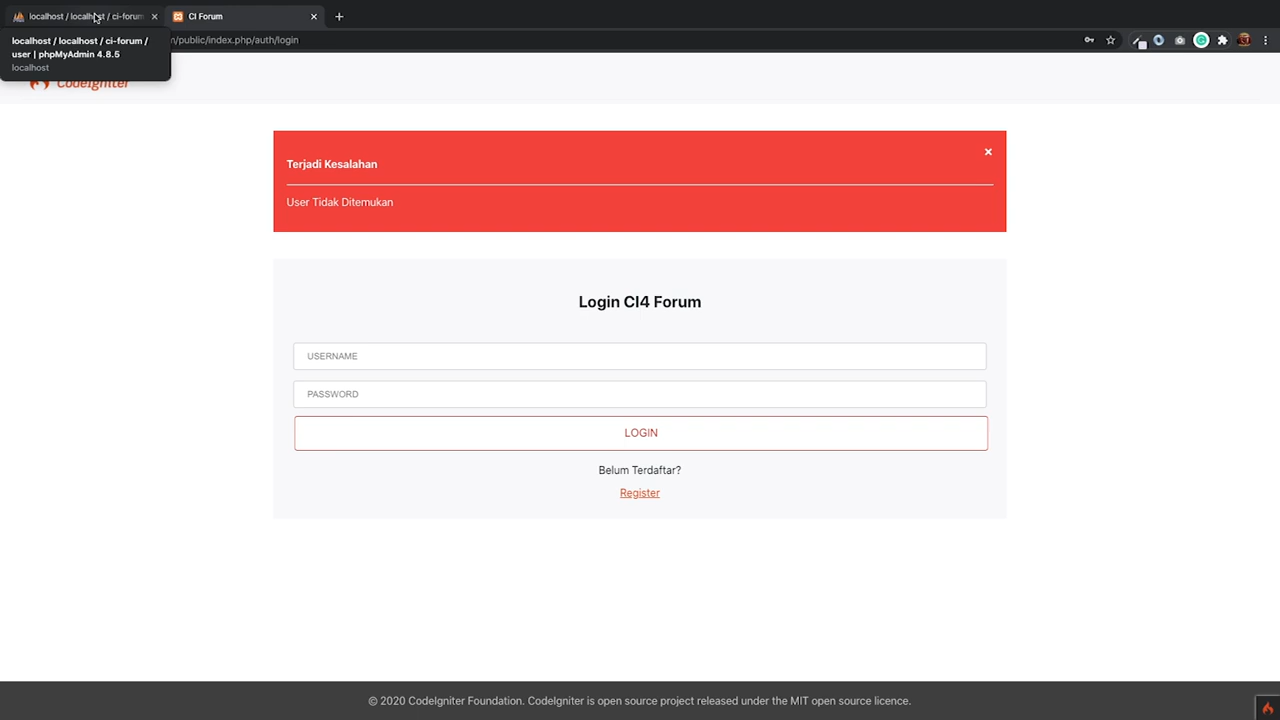 localhost / localhost / ci-forum
CI Forum
localhost / localhost / ci-forum /
user | phpMyAdmin 4.8.5
localhost
m/public/index.php/auth/login
CodeIgniter
Terjadi Kesalahan
User Tidak Ditemukan
Login CI4 Forum
USERNAME
PASSWORD
LOGIN
Belum Terdaftar?
Register
© 2020 CodeIgniter Foundation. CodeIgniter is open source project released under the MIT open source licence.